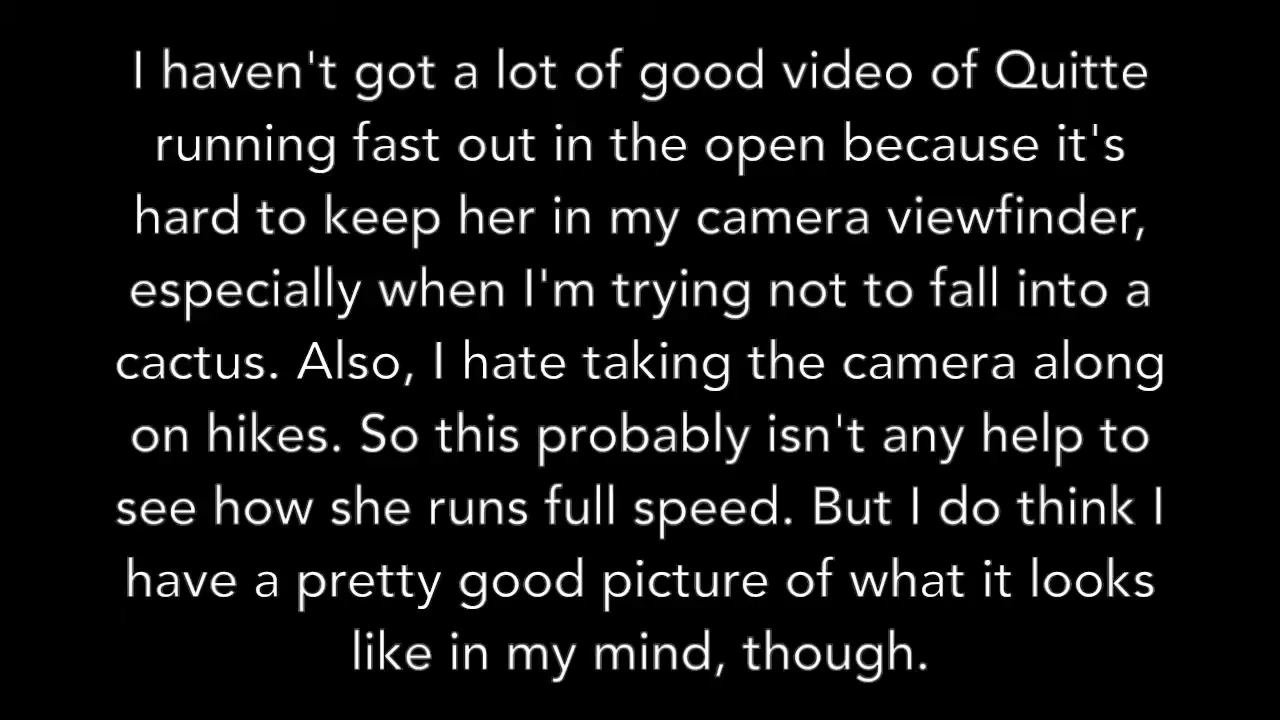 I haven't got a lot of good video of Quitte
running fast out in the open because it's
hard to keep her in my camera viewfinder,
especially when I'm trying not to fall into a
cactus. Also, I hate taking the camera along
on hikes. So this probably isn't any help to
see how she runs full speed. But I do think I
have a pretty good picture of what it looks
like in my mind, though.